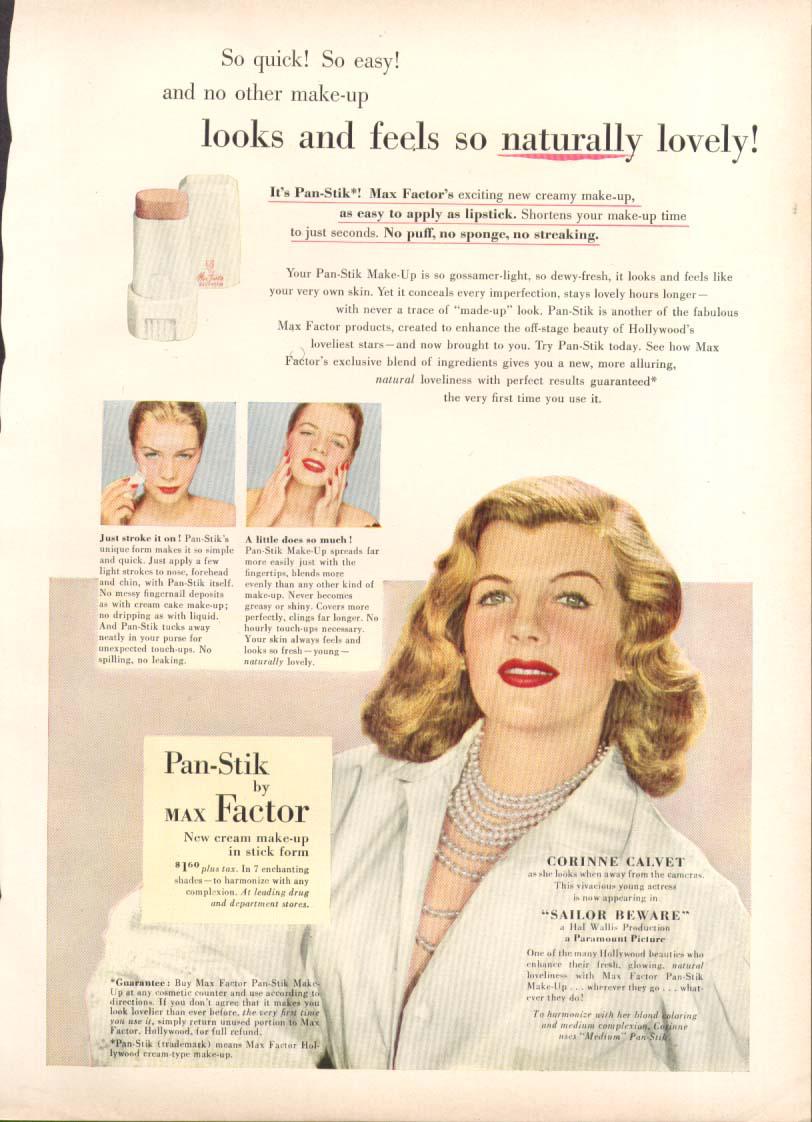 So quick! So easy!
and no other make-up
looks and feels so naturally lovely!
It's Pan-Stik*! Max Factor's exciting new creamy make-up,
as easy to apply as lipstick. Shortens your make-up time
to just seconds. No puff, no sponge, no streaking.
Your Pan-Stik Make-Up is so gossamer-light, so dewy-fresh, it looks and feels like
your very own skin. Yet it conceals every imperfection, stays lovely hours longer—
with never a trace of "made-up" look. Pan-Stik is another of the fabulous
Max Factor products, created to enhance the off-stage beauty of Hollywood's
loveliest stars—and now brought to you. Try Pan-Stik today. See how Max
Factor's exclusive blend of ingredients gives you a new, more alluring,
natural loveliness with perfect results guaranteed*
the very first time you use it.
Just stroke it on! Pan-Stik's
unique form makes it so simple
and quick. Just apply a few
light strokes to nose, forehead
and chin, with Pan-Stik itself.
No messy fingernail deposits
as with cream cake make-up;
no dripping as with liquid.
And Pan-Stik tucks away
neatly in your purse for
unexpected touch-ups. No
spilling, no leaking.
A little does so much!
Pan-Stik Make-Up spreads far
more easily just with the
fingertips, blends more
evenly than any other kind of
make-up. Never becomes
greasy or shiny. Covers more
perfectly, clings far longer. No
hourly touch-ups necessary.
Your skin always feels and
looks so fresh—young—
naturally lovely.
Pan-Stik
by
MAX Factor
New cream make-up
in stick form
$1.60 plus tax. In 7 enchanting
shades—to harmonize with any
complexion. At leading drug
and department stores.
*Guarantee: Buy Max Factor Pan-Stik Make-
Up at any cosmetic counter and use according to
directions. If you don't agree that it makes you
look lovelier than ever before, the very first time
you use it, simply return unused portion to Max
Factor, Hollywood, for full refund.
*Pan-Stik (trademark) means Max Factor Hol-
lywood cream-type make-up.
CORINNE CALVET
as she looks when away from the cameras.
This vivacious young actress
is now appearing in
"SAILOR BEWARE"
a Hal Wallis Production
a Paramount Picture
One of the many Hollywood beauties who
enhance their fresh, glowing, natural
loveliness with Max Factor Pan-Stik
Make-Up . . . wherever they go . . . what-
ever they do!
To harmonize with her blond coloring
and medium complexion, Corinne
uses "Medium" Pan-Stik.